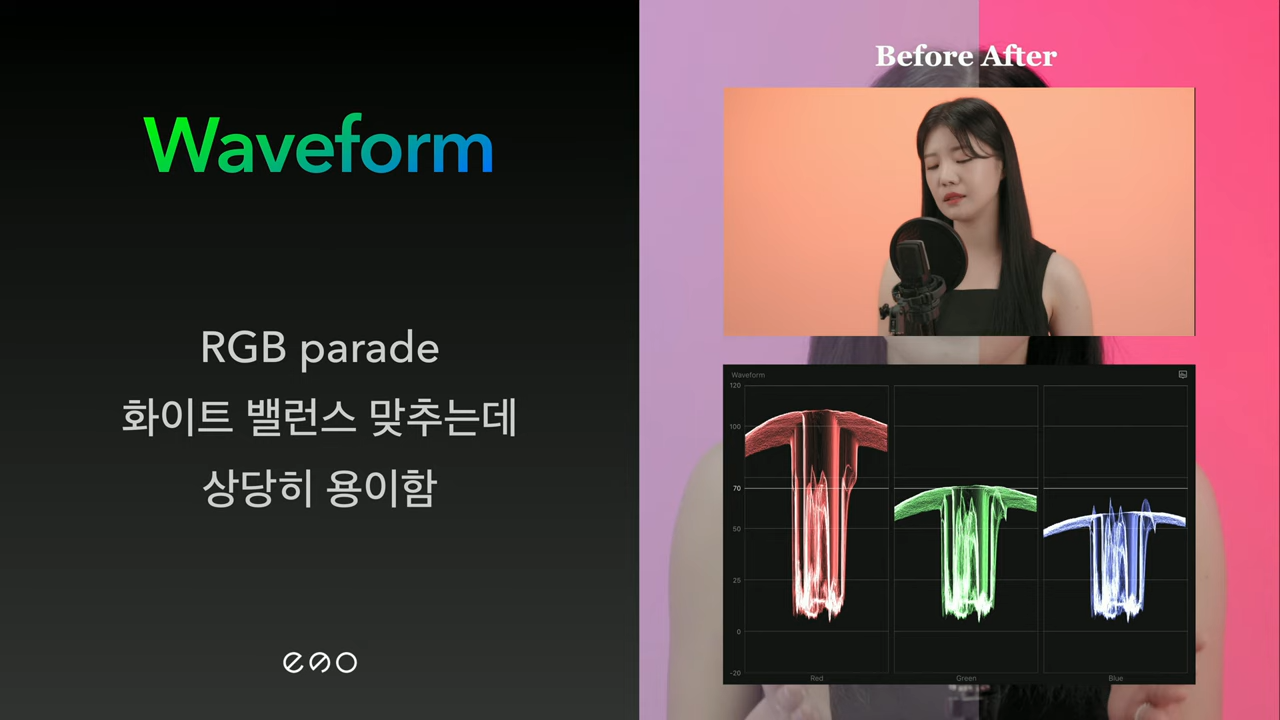 Waveform
RGB parade
화이트 밸런스 맞추는데
상당히 용이함
eno
Before After
Waveform
120
100
70
50
25
0
-20
Red
Green
Blue